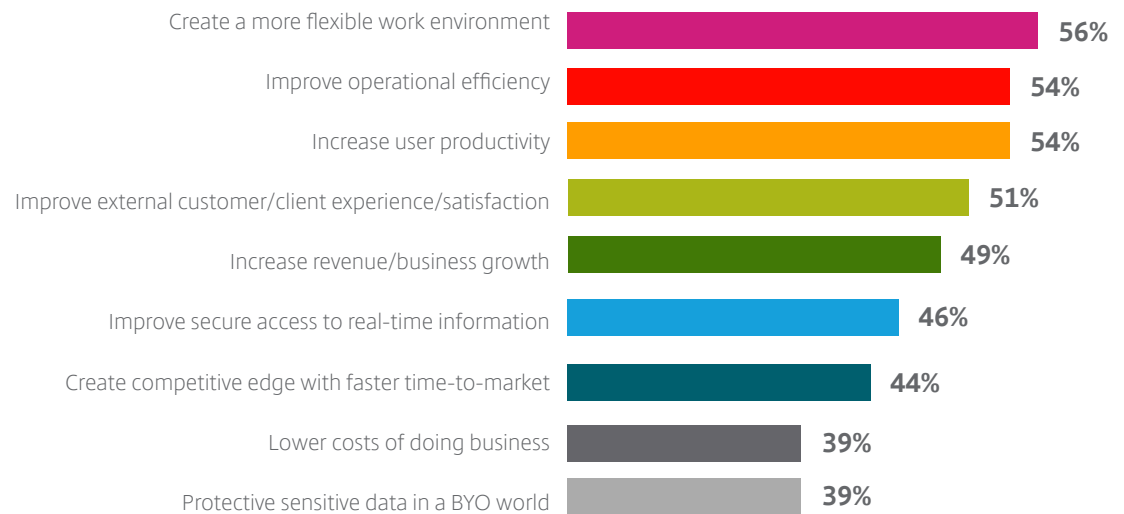 Create a more flexible work environment 56%
Improve operational efficiency 54%
Increase user productivity 54%
Improve external customer/client experience/satisfaction 51%
Increase revenue/business growth 49%
Improve secure access to real-time information 46%
Create competitive edge with faster time-to-market 44%
Lower costs of doing business 39%
Protective sensitive data in a BYO world 39%